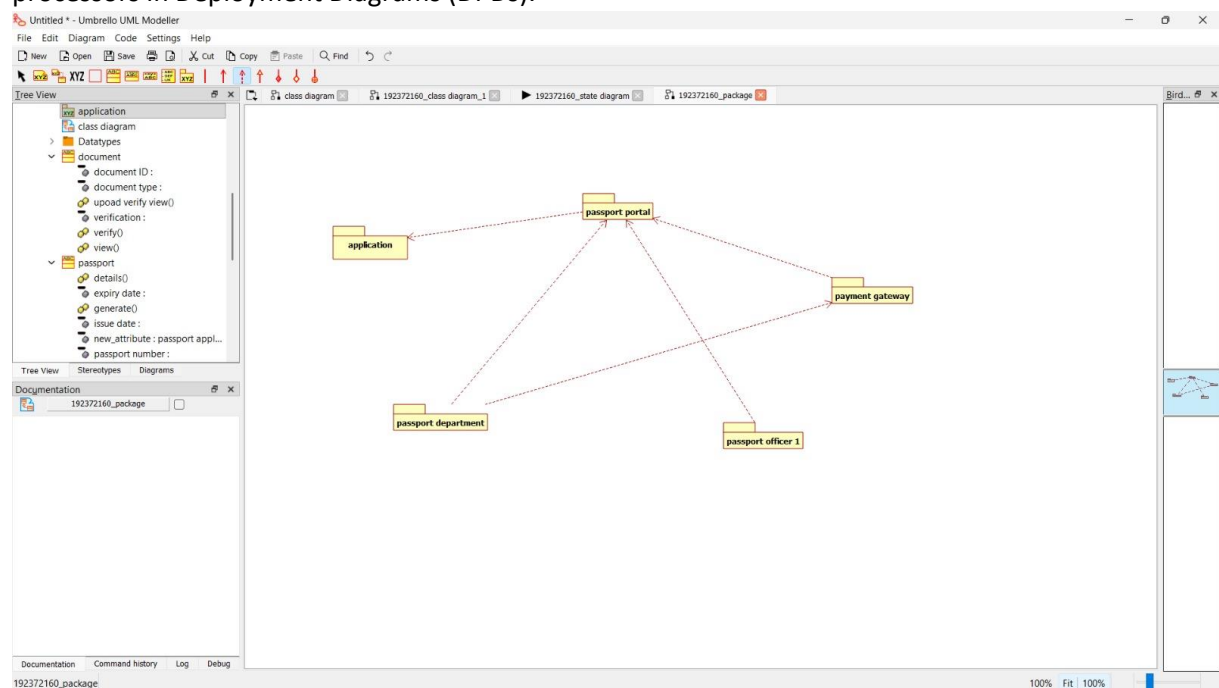 processors in Deployment Diagrams (DPDs).
Untitled * - Umbrello UML Modeller
File Edit Diagram Code Settings Help
New Open Save Cut Copy Paste Find
XYZ
Tree View
class diagram 192372160_class diagram_1 192372160_state diagram 192372160_package
Bird...
application
class diagram
Datatypes
document
document ID :
document type :
upoad verify view()
verification :
verify()
view()
passport
details()
expiry date :
generate()
issue date :
new_attribute : passport appl...
passport number :
Tree View Stereotypes Diagrams
Documentation
192372160_package
passport portal
application
payment gateway
passport department
passport officer 1
Documentation Command history Log Debug
192372160_package
100% Fit 100%